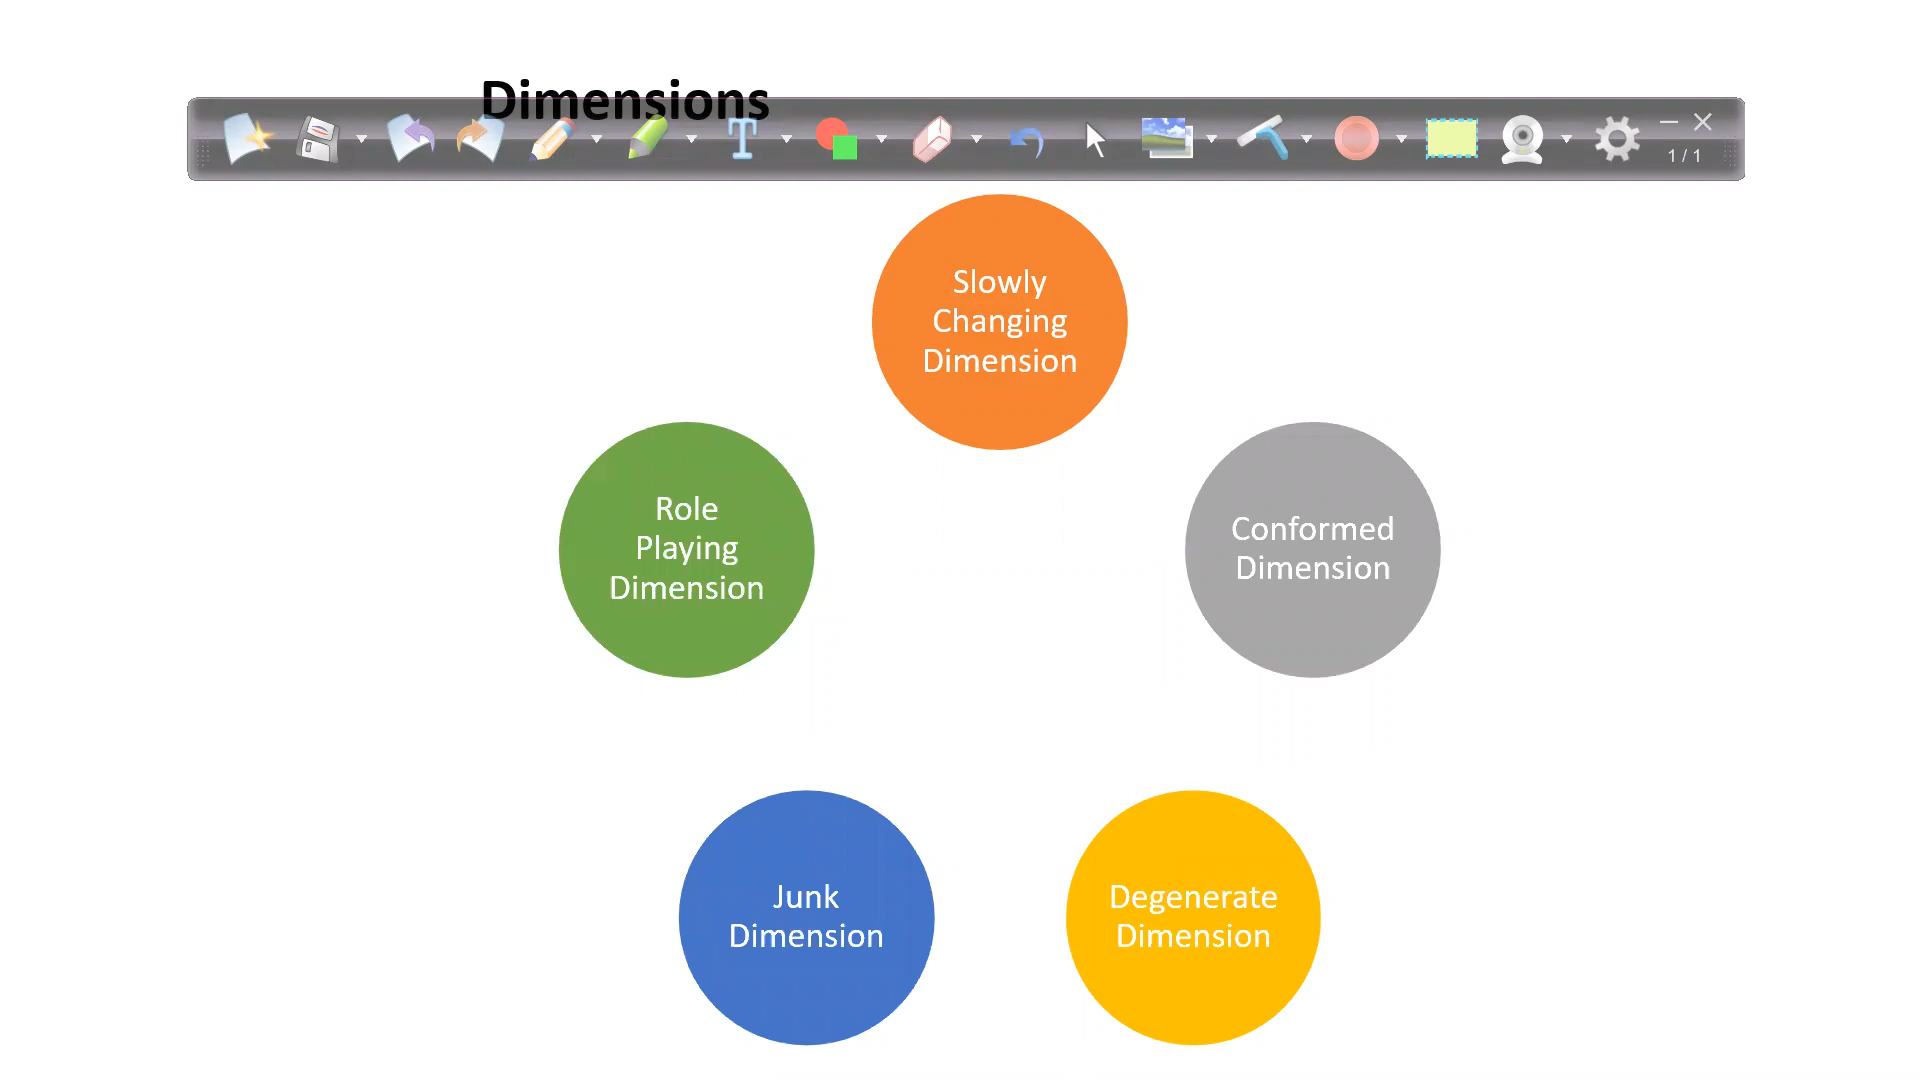 Dimensions
1 / 1
Slowly
Changing
Dimension
Role
Playing
Dimension
Conformed
Dimension
Junk
Dimension
Degenerate
Dimension